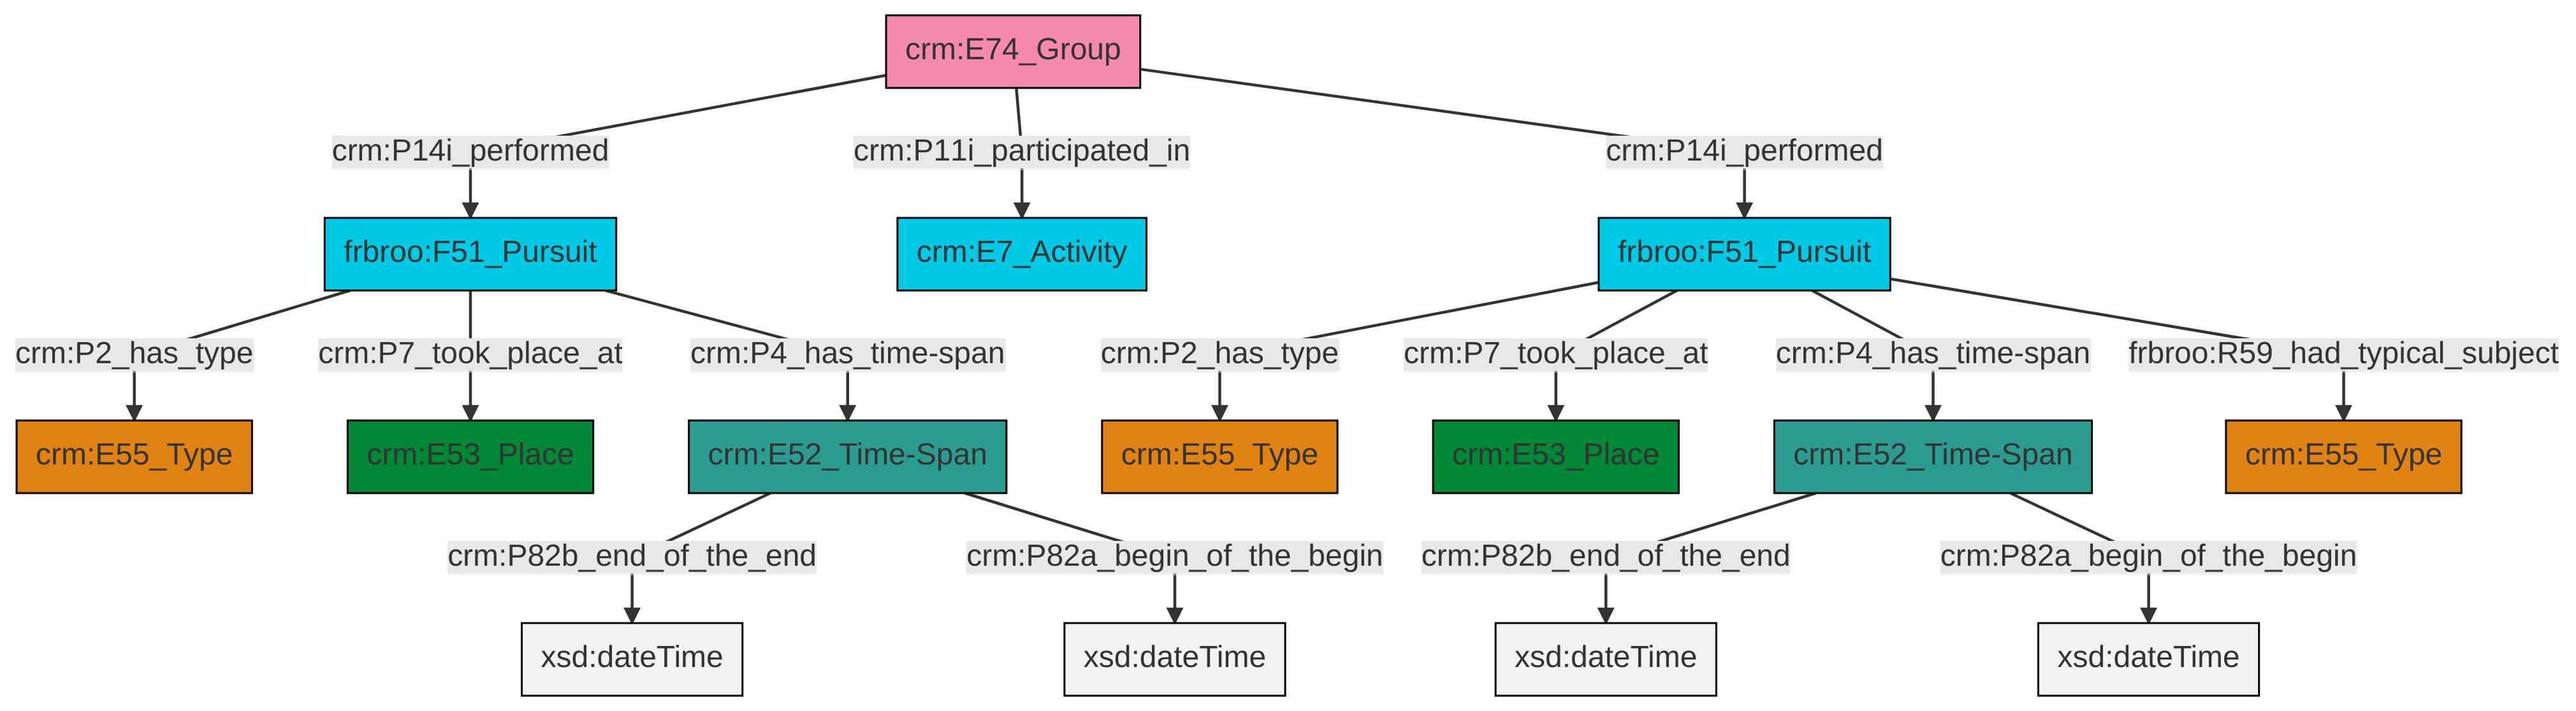 crm:E74_Group
crm:P14i_performed
crm:P11i_participated_in
crm:P14i_performed
frbroo:F51_Pursuit
crm:E7_Activity
frbroo:F51_Pursuit
crm:P2_has_type
crm:P7_took_place_at
crm:P4_has_time-span
crm:P2_has_type
crm:P7_took_place_at
crm:P4_has_time-span
frbroo:R59_had_typical_subject
crm:E55_Type
crm:E53_Place
crm:E52_Time-Span
crm:E55_Type
crm:E53_Place
crm:E52_Time-Span
crm:E55_Type
crm:P82b_end_of_the_end
crm:P82a_begin_of_the_begin
crm:P82b_end_of_the_end
crm:P82a_begin_of_the_begin
xsd:dateTime
xsd:dateTime
xsd:dateTime
xsd:dateTime